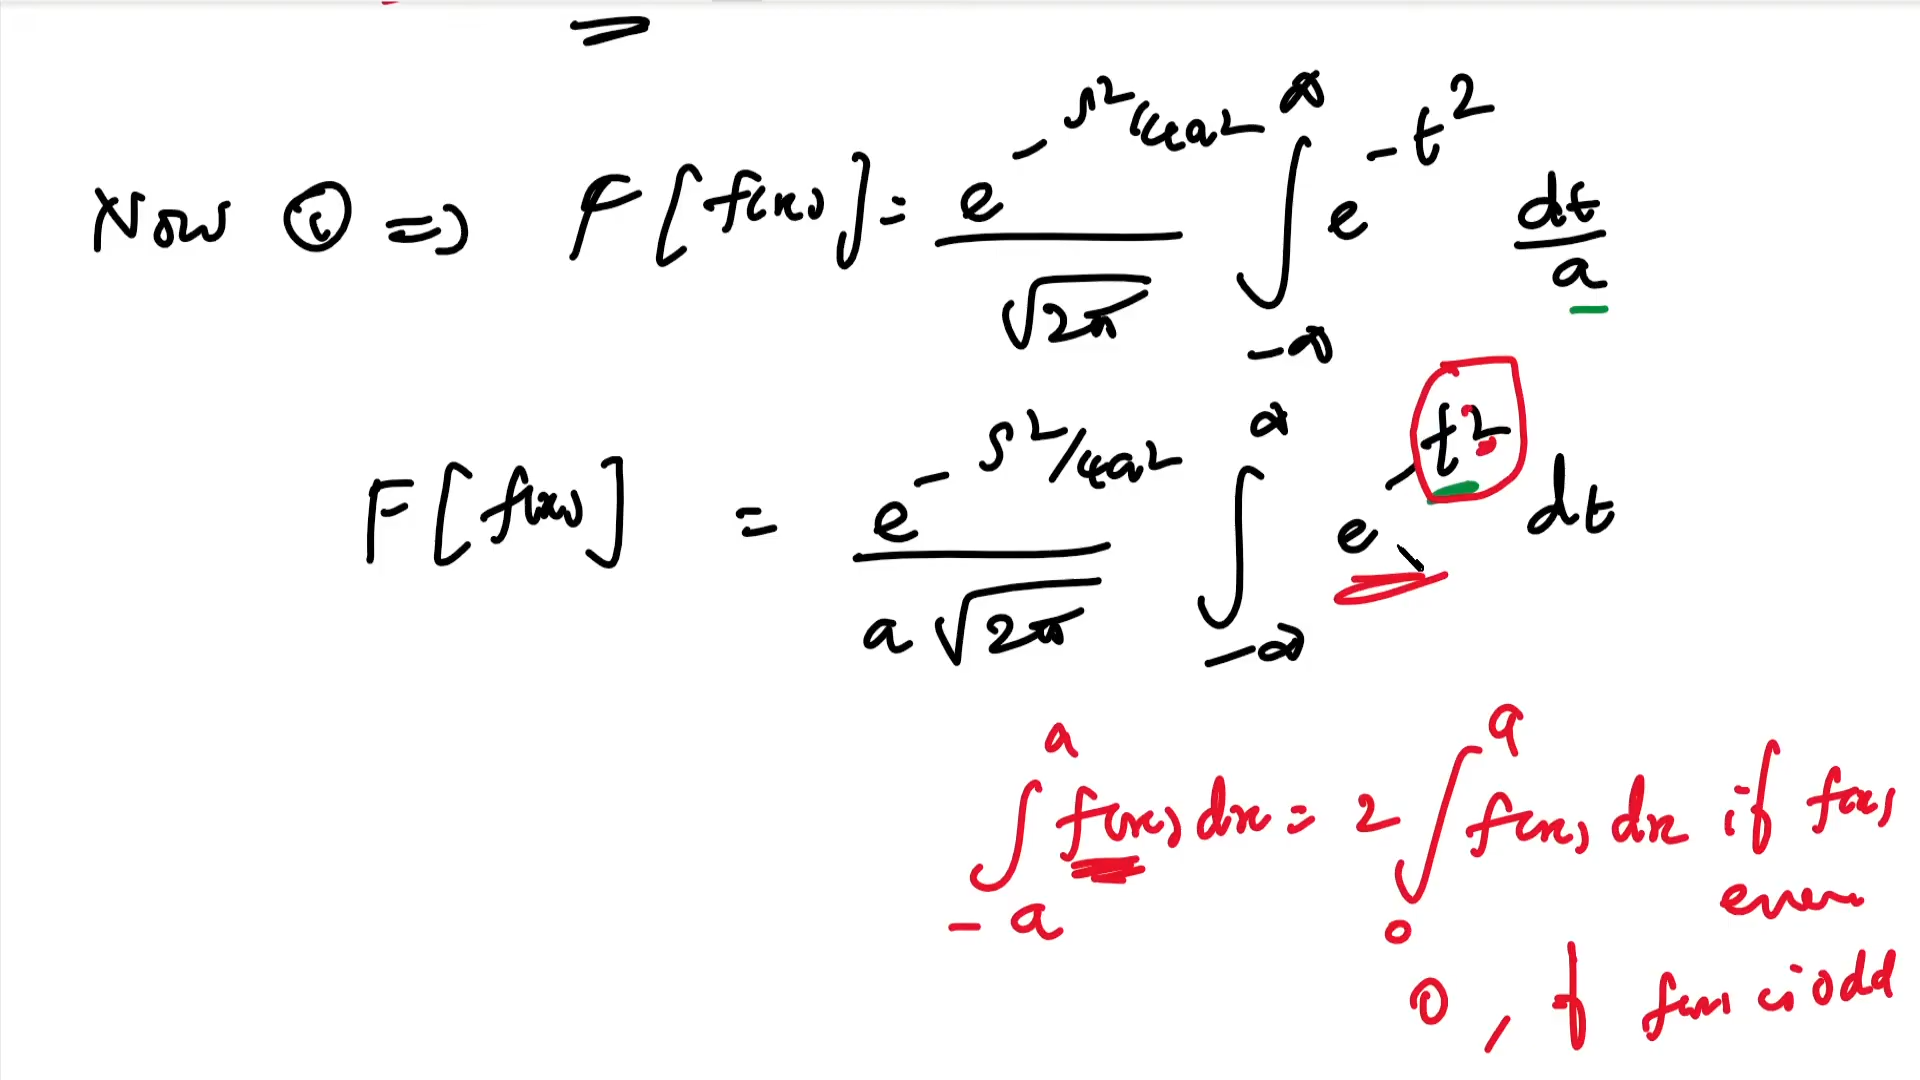 Now ① => F[f(x)] = e^{-s²/4a²}/√2π ∫_{-∞}^{∞} e^{-t²} dt/a
F[f(x)] = e^{-s²/4a²}/a√2π ∫_{-∞}^{∞} e^{-t²} dt
∫_{-a}^{a} f(x) dx = 2 ∫_{0}^{a} f(x) dx if f(x)
even
0, if f(x) is odd